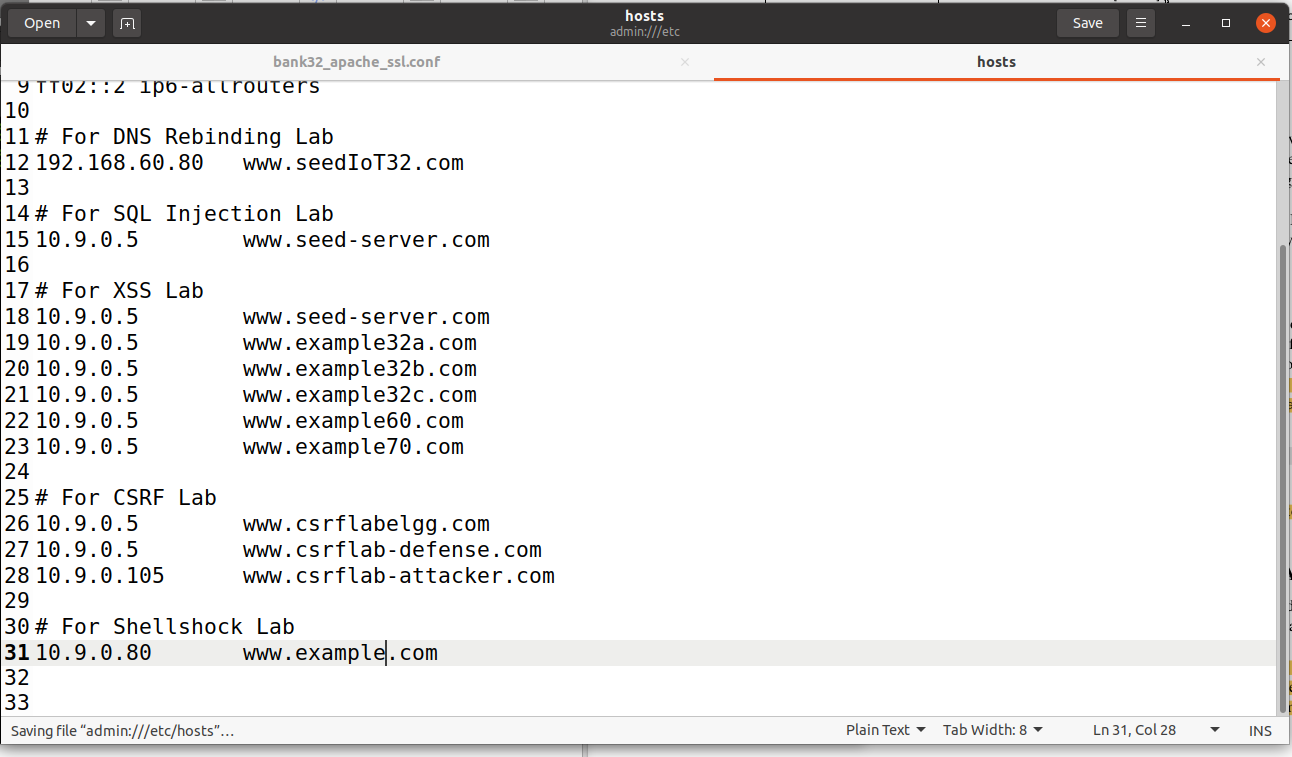 Open
hosts
admin:///etc
Save
bank32_apache_ssl.conf
hosts
9 ff02::2 ip6-allrouters
10
11 # For DNS Rebinding Lab
12 192.168.60.80 www.seedIoT32.com
13
14 # For SQL Injection Lab
15 10.9.0.5 www.seed-server.com
16
17 # For XSS Lab
18 10.9.0.5 www.seed-server.com
19 10.9.0.5 www.example32a.com
20 10.9.0.5 www.example32b.com
21 10.9.0.5 www.example32c.com
22 10.9.0.5 www.example60.com
23 10.9.0.5 www.example70.com
24
25 # For CSRF Lab
26 10.9.0.5 www.csrflabelgg.com
27 10.9.0.5 www.csrflab-defense.com
28 10.9.0.105 www.csrflab-attacker.com
29
30 # For Shellshock Lab
31 10.9.0.80 www.example.com
32
33
Saving file “admin:///etc/hosts”… Plain Text Tab Width: 8 Ln 31, Col 28 INS